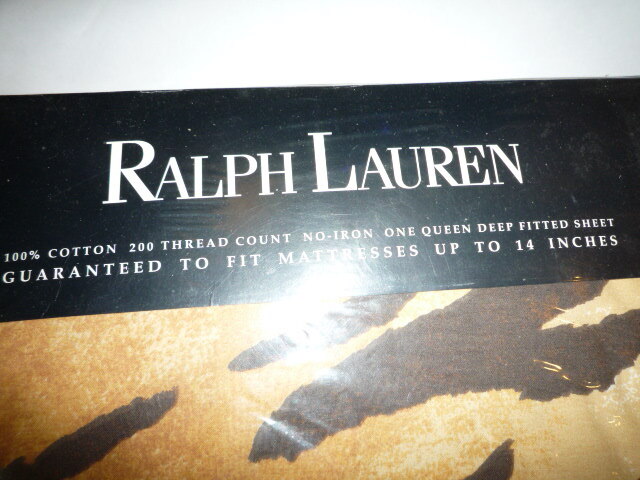 RALPH LAUREN
100% COTTON 200 THREAD COUNT NO-IRON ONE QUEEN DEEP FITTED SHEET
GUARANTEED TO FIT MATTRESSES UP TO 14 INCHES